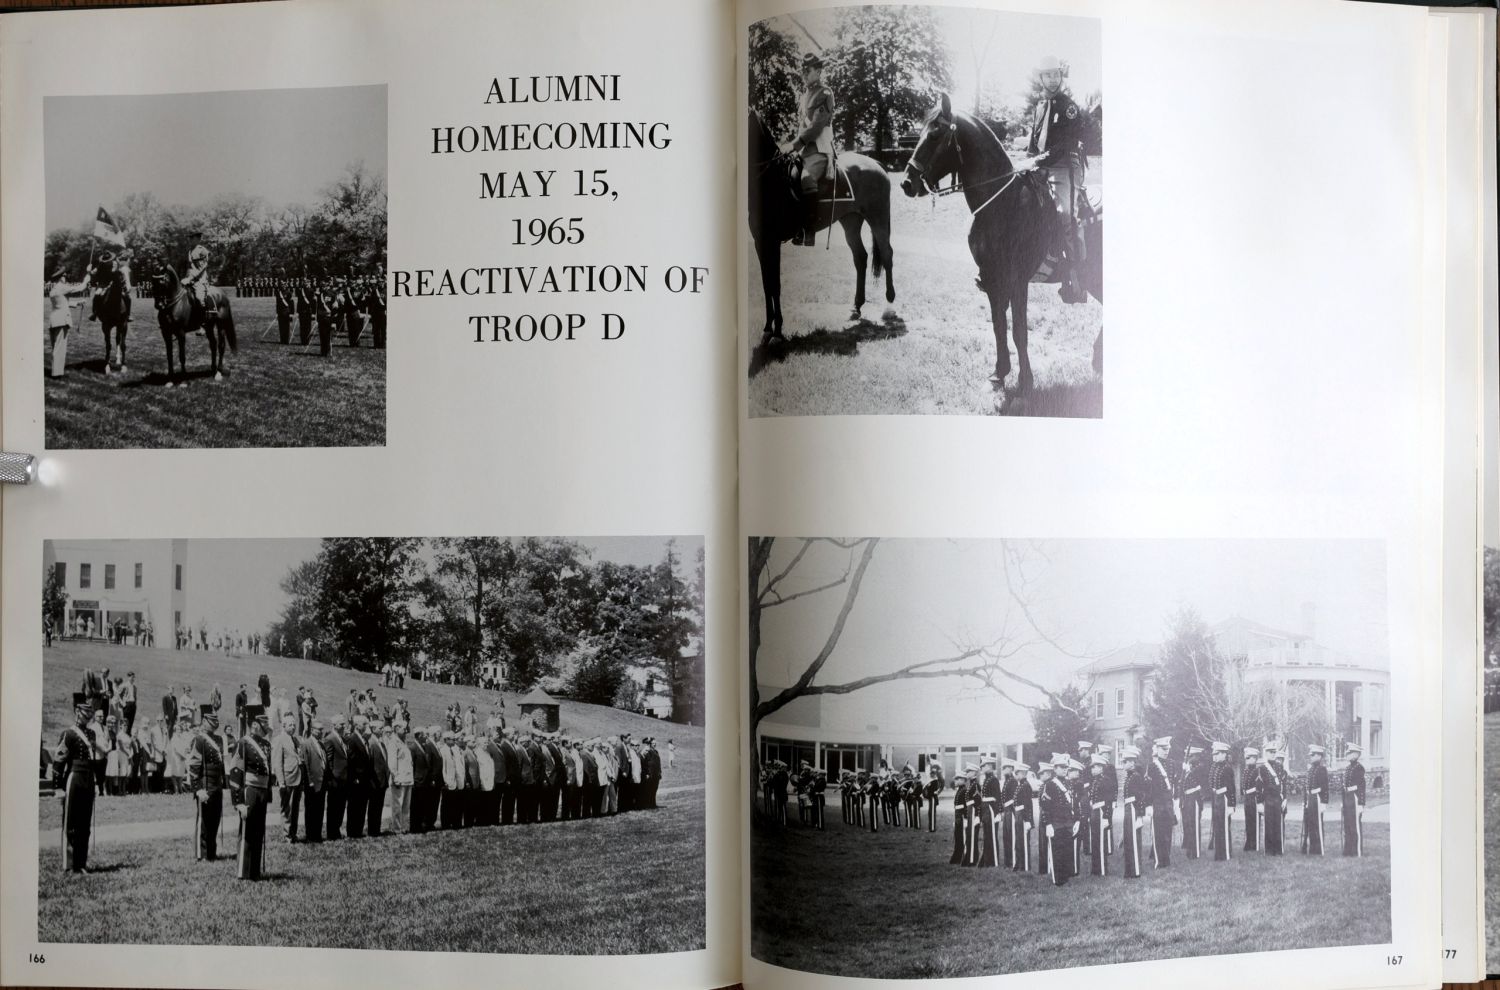 ALUMNI
HOMECOMING
MAY 15,
1965
REACTIVATION OF
TROOP D
166
167
177